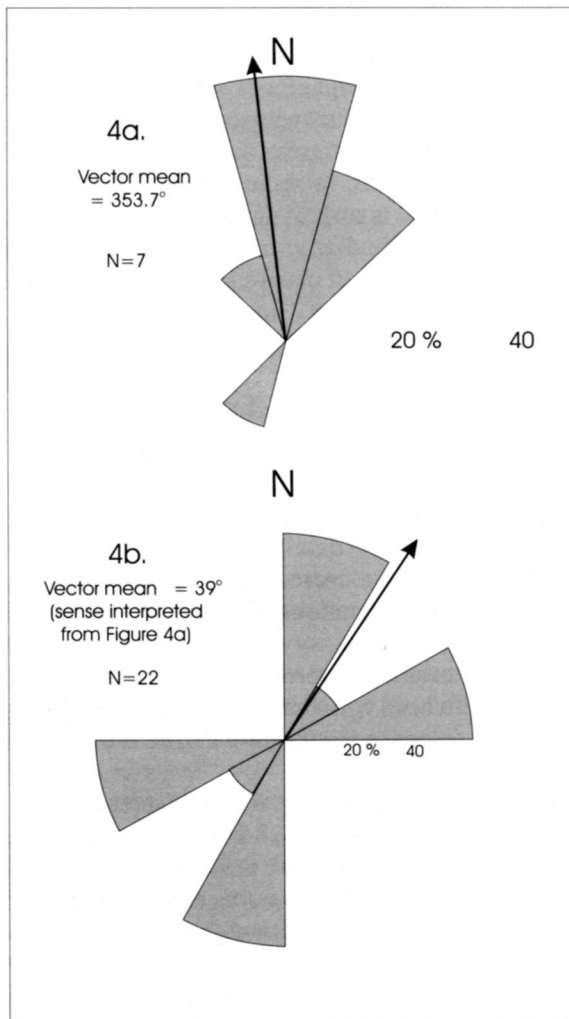 N
4a.
Vector mean
= 353.7°
N=7
20 % 40
N
4b.
Vector mean = 39°
(sense interpreted
from Figure 4a)
N=22
20 % 40